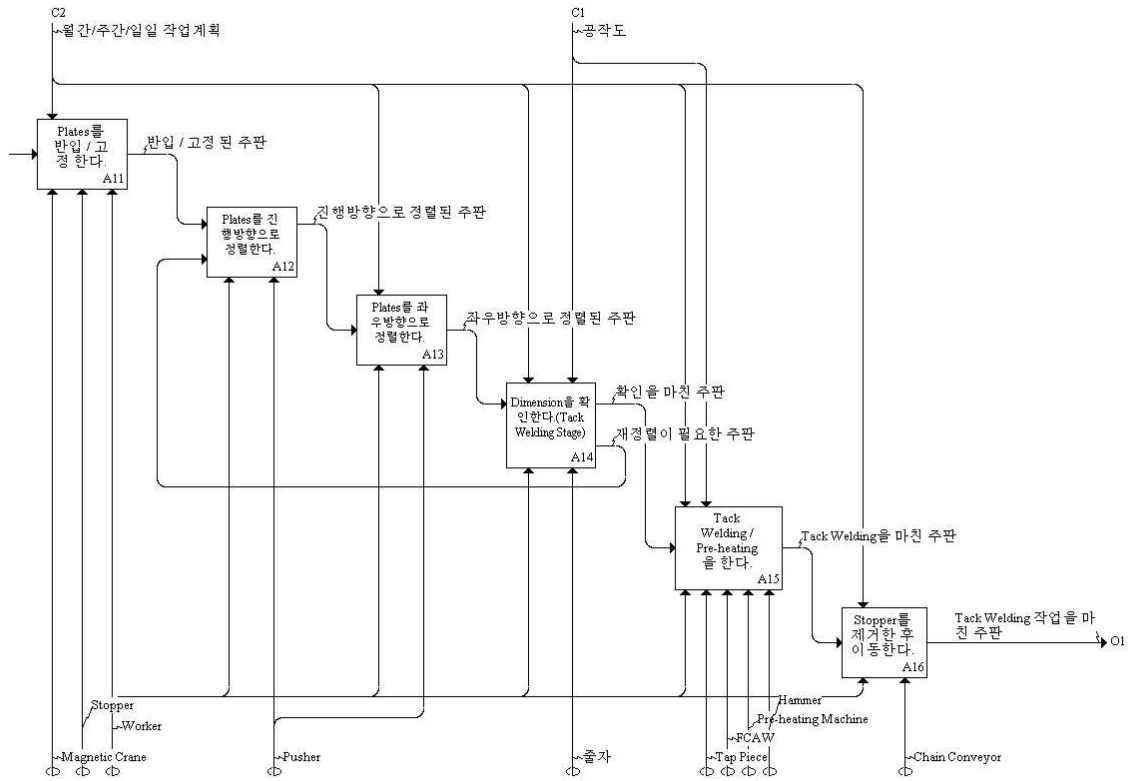 C2
C1
월간/주간/일일 작업계획
공작도
Plates를
반입 / 고
정 한다.
A11
반입 / 고정 된 주판
Plates를 진
행방향으로
정렬한다.
A12
진행방향으로 정렬된 주판
Plates를 좌
우방향으로
정렬한다.
A13
좌우방향으로 정렬된 주판
Dimension을 확
인한다.(Tack
Welding Stage)
A14
확인을 마친 주판
재정렬이 필요한 주판
Tack
Welding /
Pre-heating
을 한다.
A15
Tack Welding을 마친 주판
Stopper를
제거한 후
이동한다.
A16
Tack Welding 작업을 마
친 주판
O1
Stopper
Worker
Magnetic Crane
Pusher
줄자
Hammer
Pre-heating Machine
FCAW
Tap Piece
Chain Conveyor